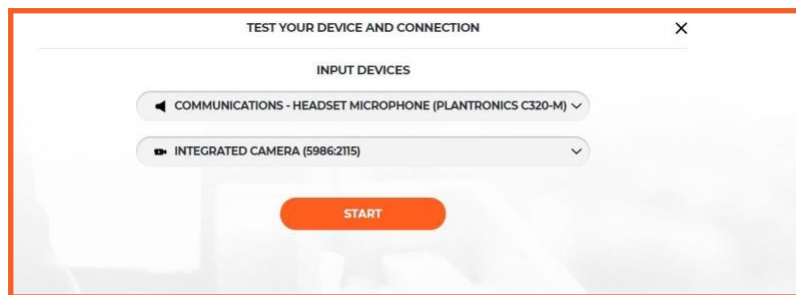 TEST YOUR DEVICE AND CONNECTION
INPUT DEVICES
COMMUNICATIONS - HEADSET MICROPHONE (PLANTRONICS C320-M)
INTEGRATED CAMERA (5986:2115)
START